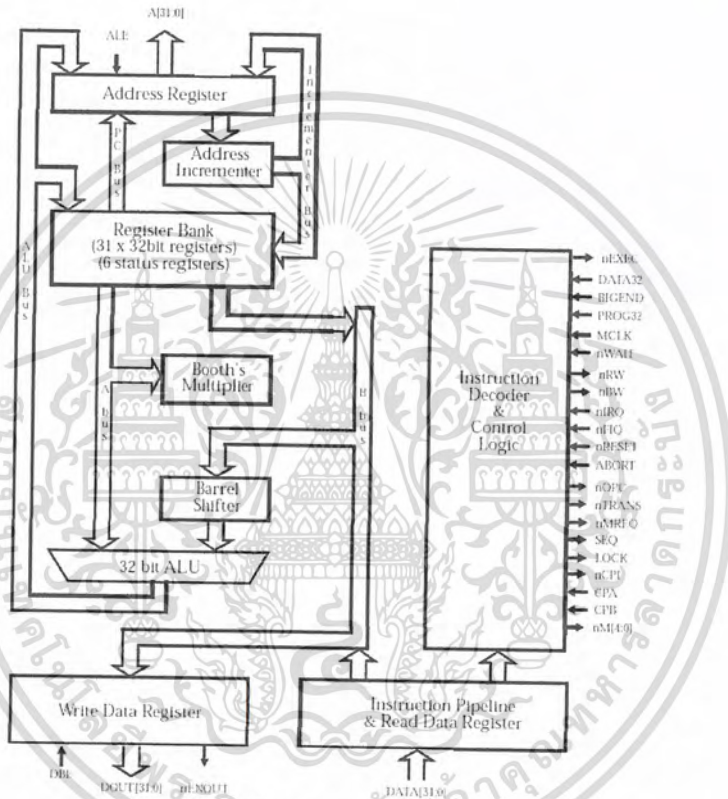 A[31:0]
ALE
Address Register
PC Bus
Incrementer Bus
Address
Incrementer
Register Bank
(31 x 32bit registers)
(6 status registers)
ALU Bus
A bus
B bus
Booth's
Multiplier
Barrel
Shifter
32 bit ALU
Write Data Register
DBE
DOUT[31:0]
nENOUT
Instruction Pipeline
& Read Data Register
DATA[31:0]
Instruction
Decoder
&
Control
Logic
nEXEC
DATA32
BIGEND
PROG32
MCLK
nWAIT
nRW
nBW
nIRQ
nFIQ
nRESET
ABORT
nOPC
nTRANS
nMREQ
SEQ
LOCK
nCPI
CPA
CPB
nM[4:0]